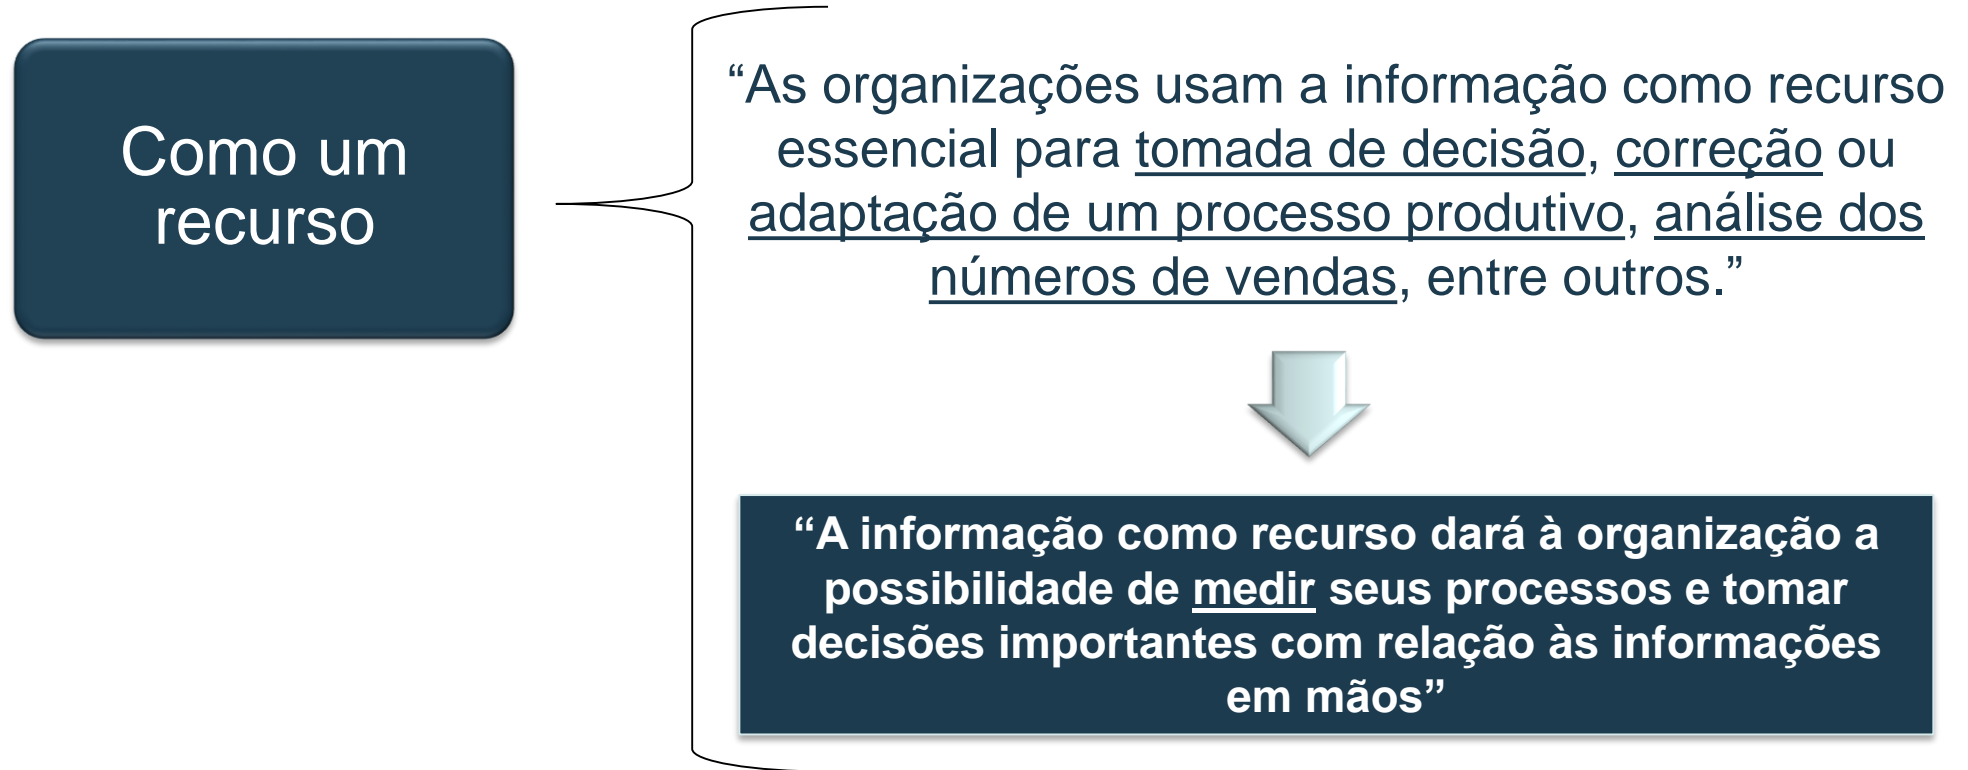 Como um
recurso
“As organizações usam a informação como recurso
essencial para tomada de decisão, correção ou
adaptação de um processo produtivo, análise dos
números de vendas, entre outros.”
“A informação como recurso dará à organização a
possibilidade de medir seus processos e tomar
decisões importantes com relação às informações
em mãos”